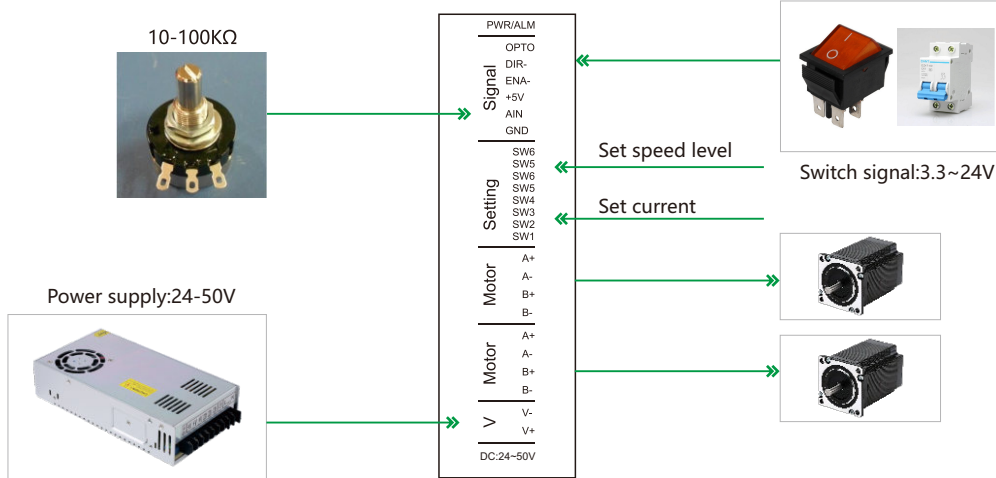 10-100KΩ
Power supply:24-50V
PWR/ALM
Signal
OPTO
DIR-
ENA-
+5V
AIN
GND
Setting
SW6
SW5
SW6
SW5
SW4
SW3
SW2
SW1
Motor
A+
A-
B+
B-
Motor
A+
A-
B+
B-
V
V-
V+
DC:24~50V
Set speed level
Set current
Switch signal:3.3~24V